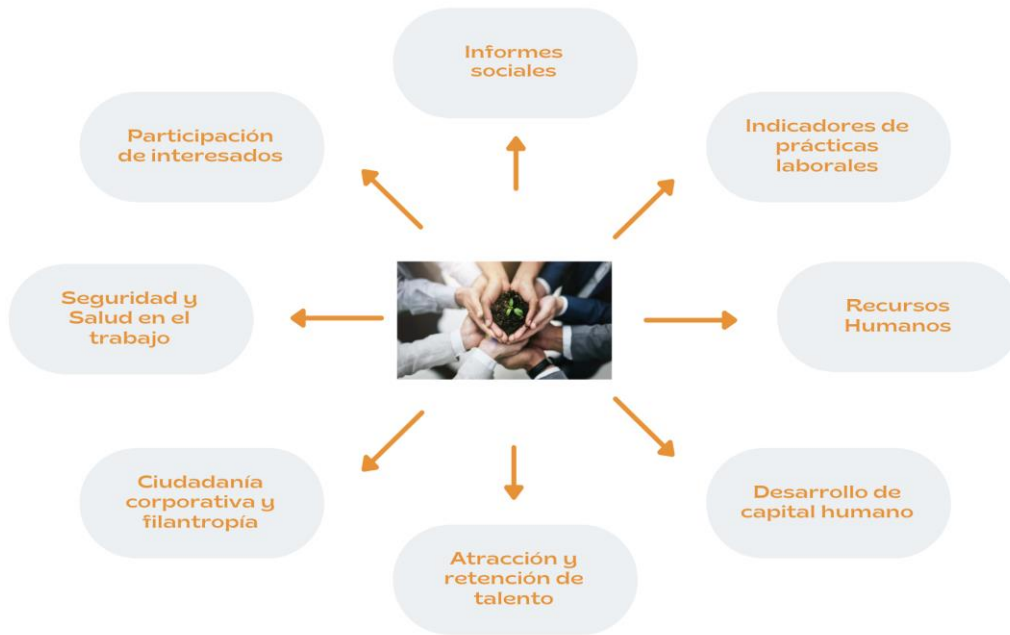 Informes
sociales
Indicadores de
prácticas
laborales
Recursos
Humanos
Desarrollo de
capital humano
Atracción y
retención de
talento
Ciudadanía
corporativa y
filantropía
Seguridad y
Salud en el
trabajo
Participación
de interesados